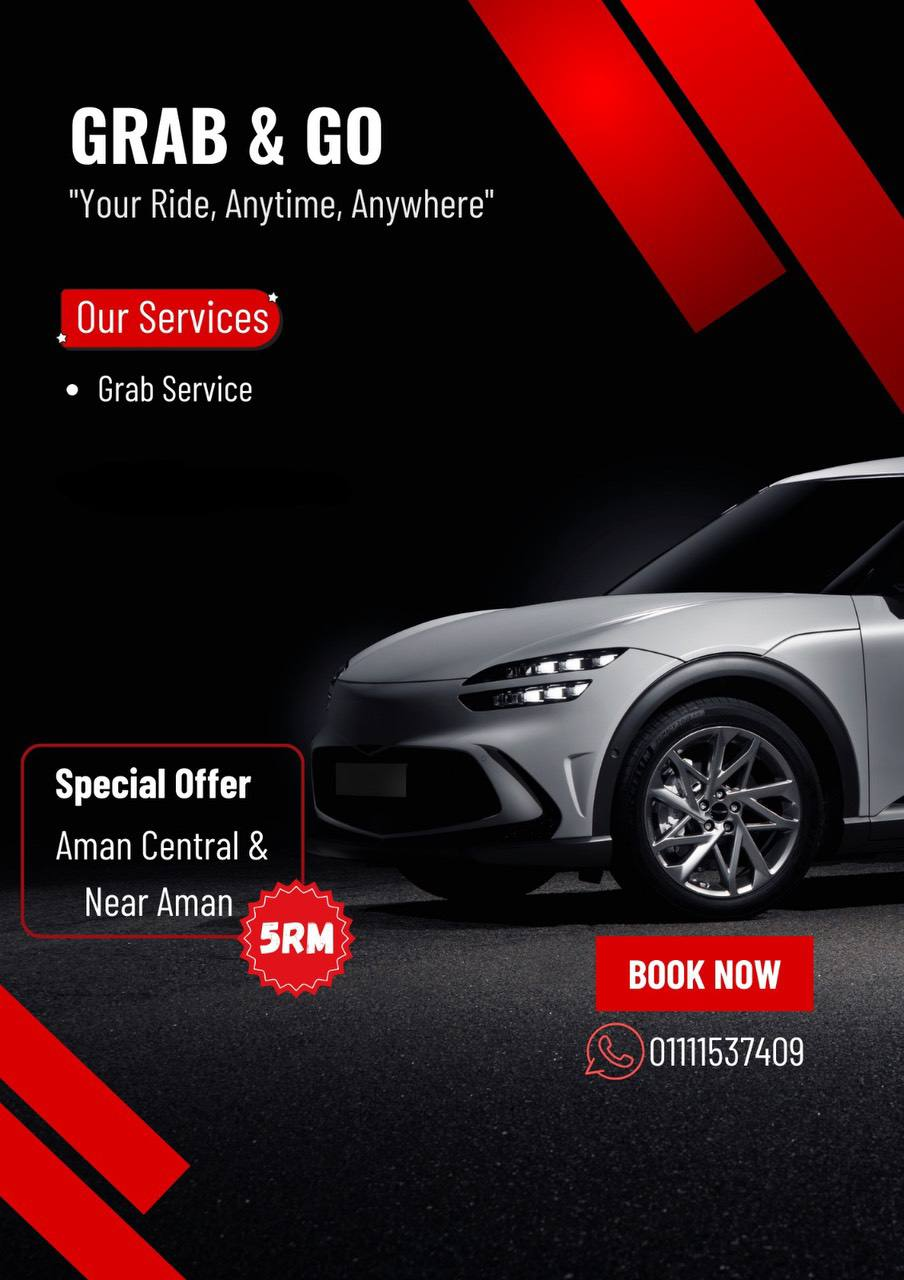 GRAB & GO
"Your Ride, Anytime, Anywhere"
Our Services
• Grab Service
Special Offer
Aman Central &
Near Aman
5RM
BOOK NOW
01111537409